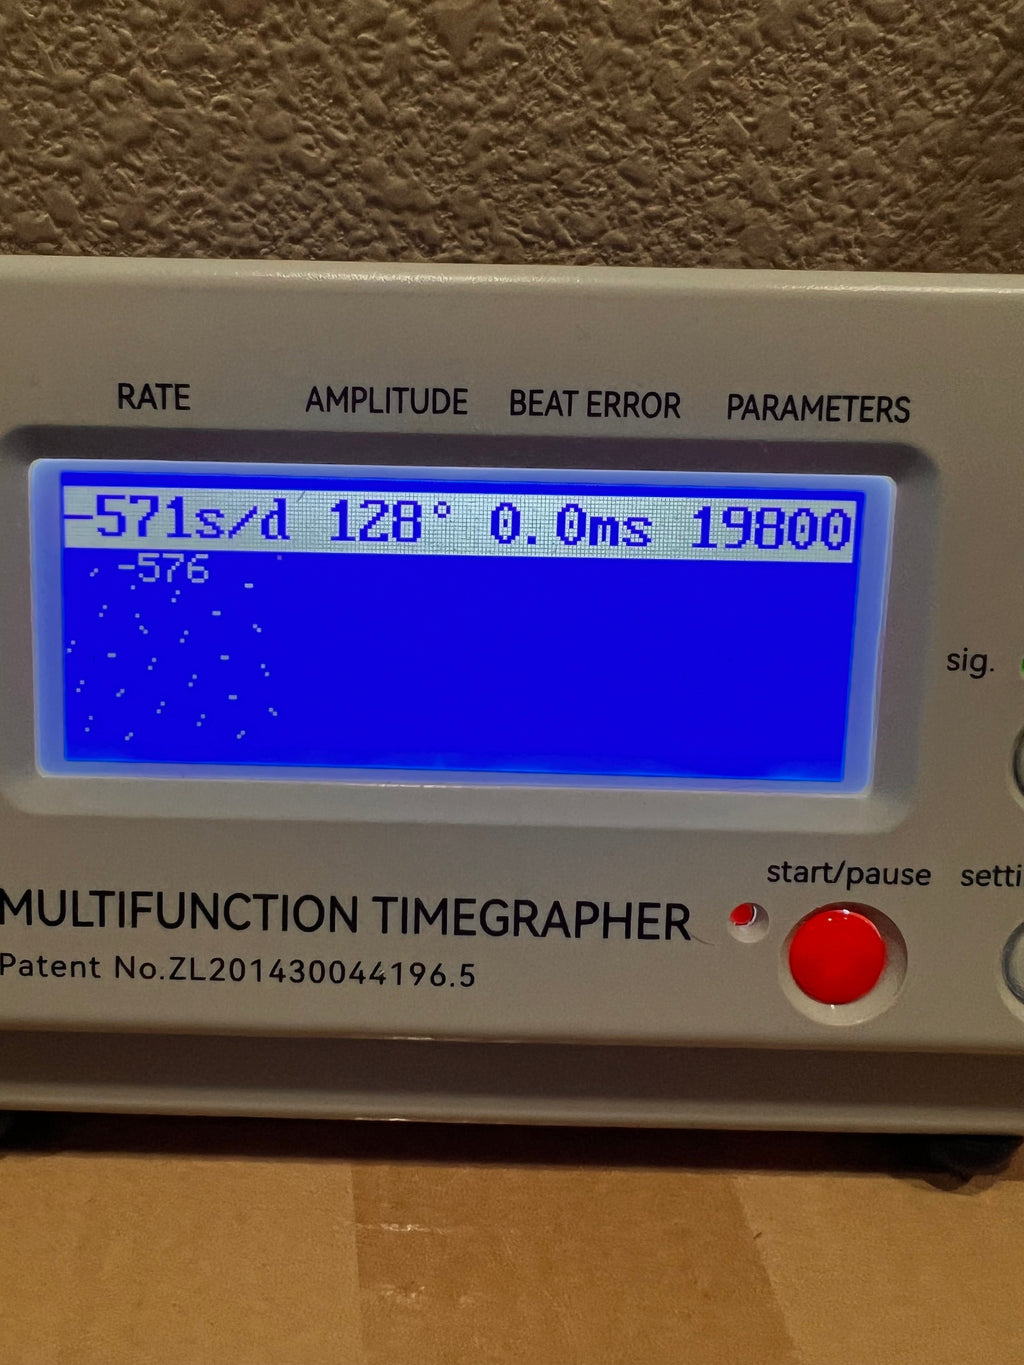 RATE AMPLITUDE BEAT ERROR PARAMETERS
-571s/d 128° 0.0ms 19800
-576
sig.
start/pause setti
MULTIFUNCTION TIMEGRAPHER
Patent No.ZL201430044196.5